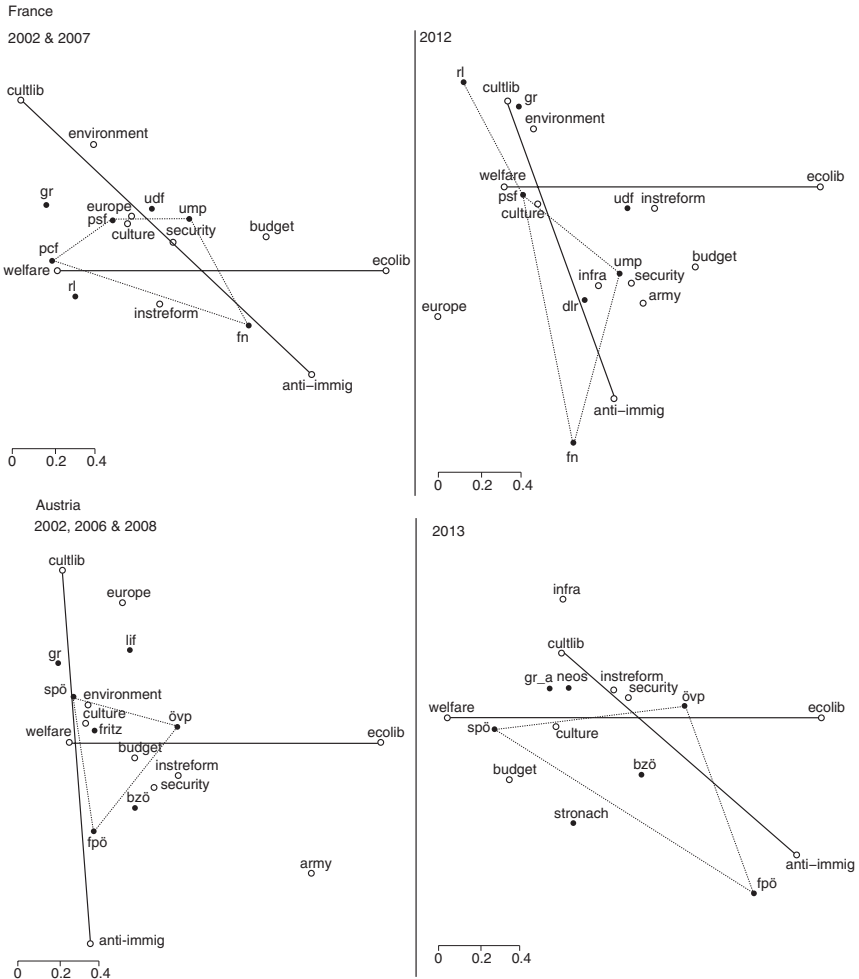 France
2002 & 2007
cultlib
environment
gr
europe
udf
psf
ump
culture
security
budget
pcf
welfare
ecolib
rl
instreform
fn
anti–immig
0 0.2 0.4
2012
rl
cultlib
gr
environment
welfare
ecolib
psf
culture
udf
instreform
ump
budget
infra
security
army
dlr
europe
anti–immig
fn
0 0.2 0.4
Austria
2002, 2006 & 2008
cultlib
europe
lif
gr
spö
environment
culture
fritz
övp
welfare
ecolib
budget
instreform
security
bzö
fpö
army
anti-immig
0 0.2 0.4
2013
infra
cultlib
gr_a
neos
instreform
security
övp
welfare
ecolib
spö
culture
budget
bzö
stronach
anti–immig
fpö
0 0.2 0.4